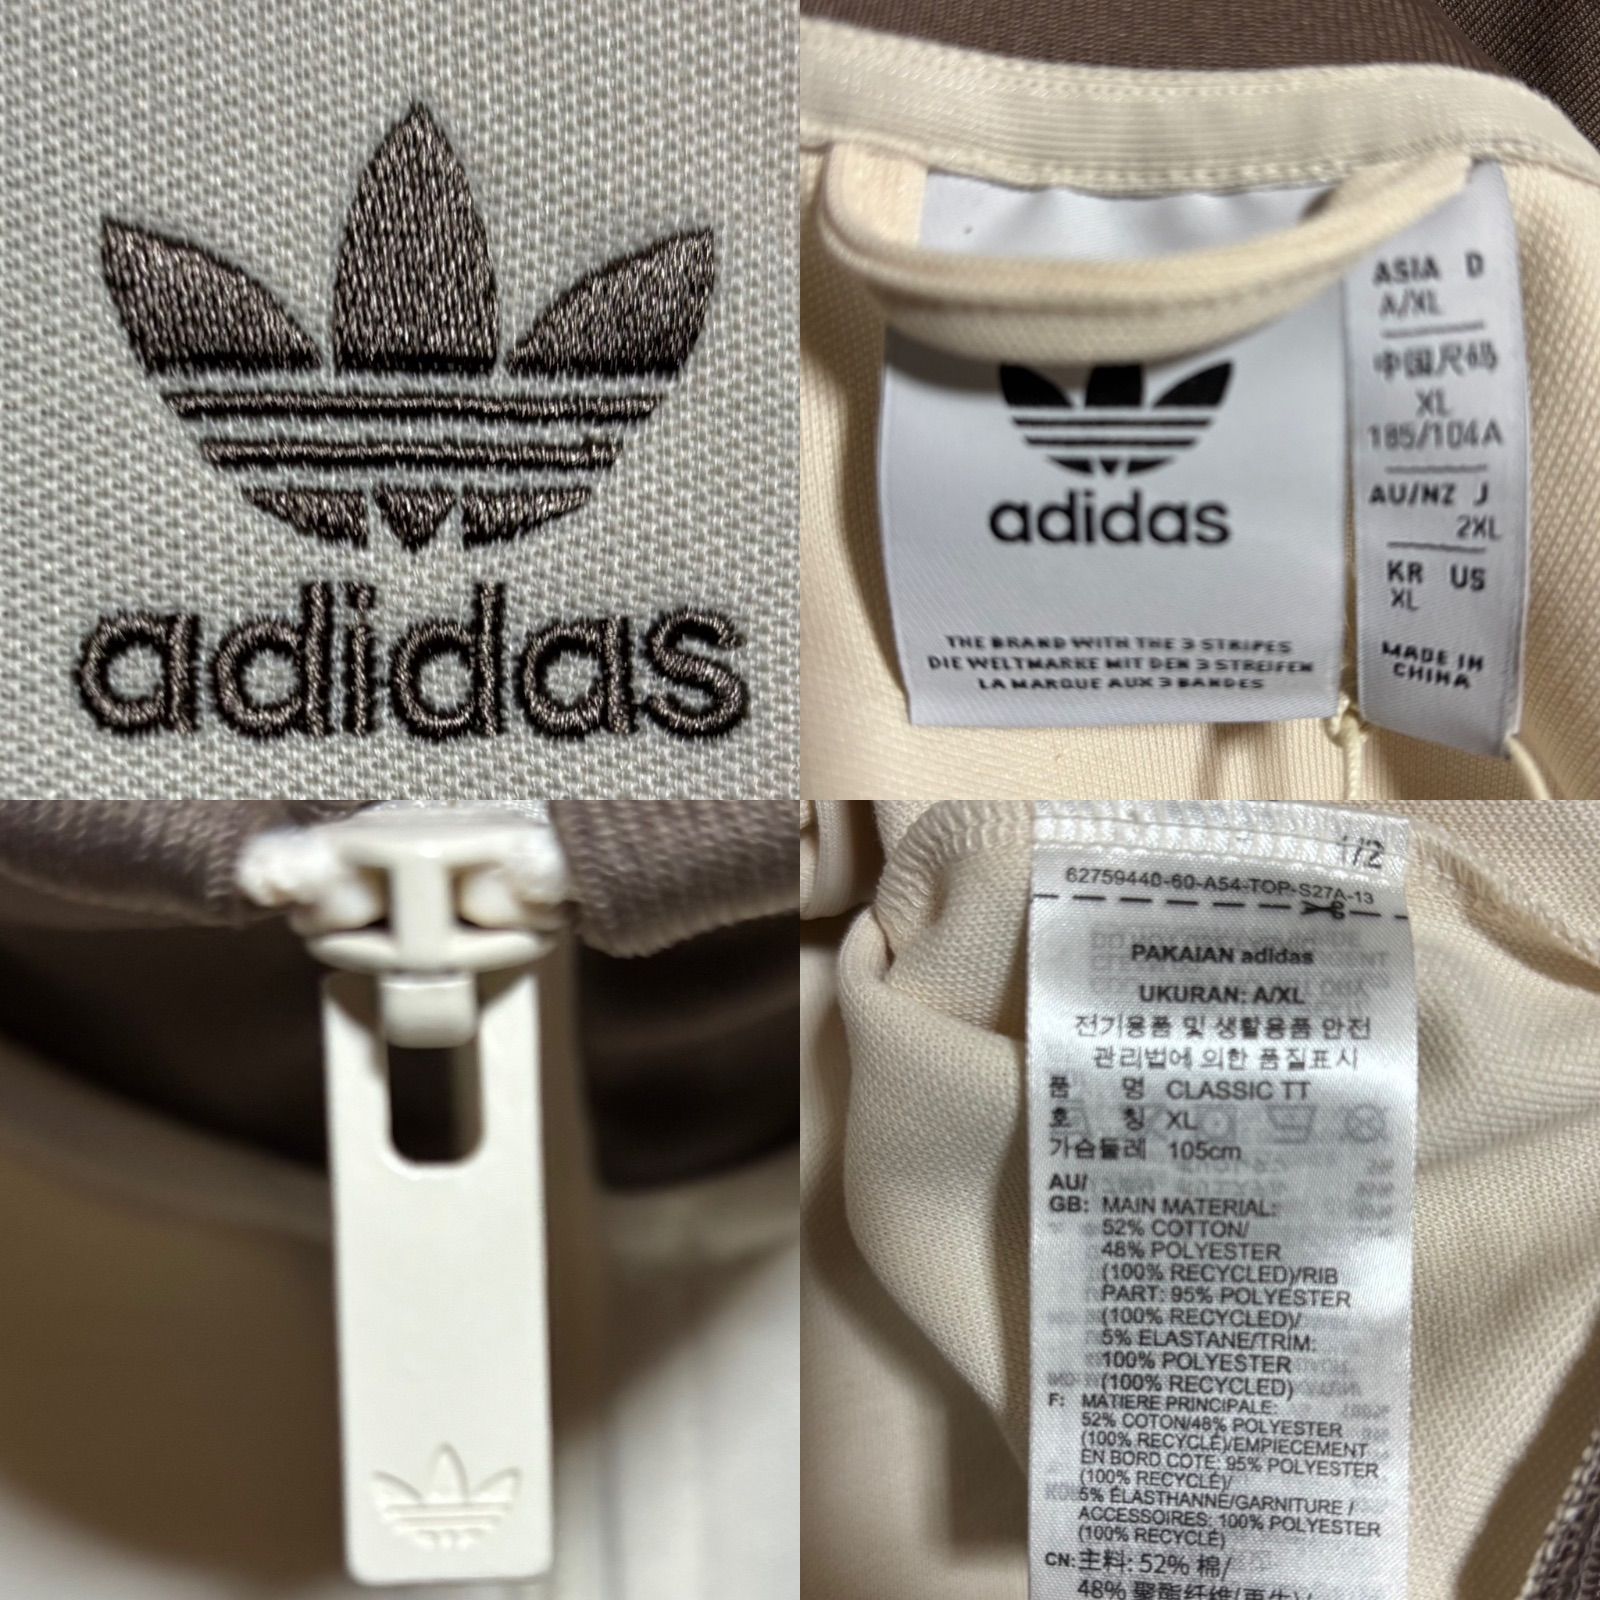 adidas
adidas
THE BRAND WITH THE 3 STRIPES
DIE WELTMARKE MIT DEN 3 STREIFEN
LA MARQUE AUX 3 BANDES
ASIA D
A/XL
中国尺码
XL
185/104A
AU/NZ J
2XL
KR US
XL
MADE IN
CHINA
1/2
62759440-60-A54-TOP-S27A-13
PAKAIAN adidas
UKURAN: A/XL
전기용품 및 생활용품 안전
관리법에 의한 품질표시
품 명 CLASSIC TT
호 칭 XL
가슴둘레 105cm
AU/
GB: MAIN MATERIAL:
52% COTTON/
48% POLYESTER
(100% RECYCLED)/RIB
PART: 95% POLYESTER
(100% RECYCLED)/
5% ELASTANE/TRIM:
100% POLYESTER
(100% RECYCLED)
F: MATIERE PRINCIPALE:
52% COTON/48% POLYESTER
(100% RECYCLÉ)/EMPIECEMENT
EN BORD COTE: 95% POLYESTER
(100% RECYCLÉ)/
5% ÉLASTHANNE/GARNITURE /
ACCESSOIRES: 100% POLYESTER
(100% RECYCLÉ)
CN: 主料: 52% 棉/
48% 聚酯纤维(再生)/